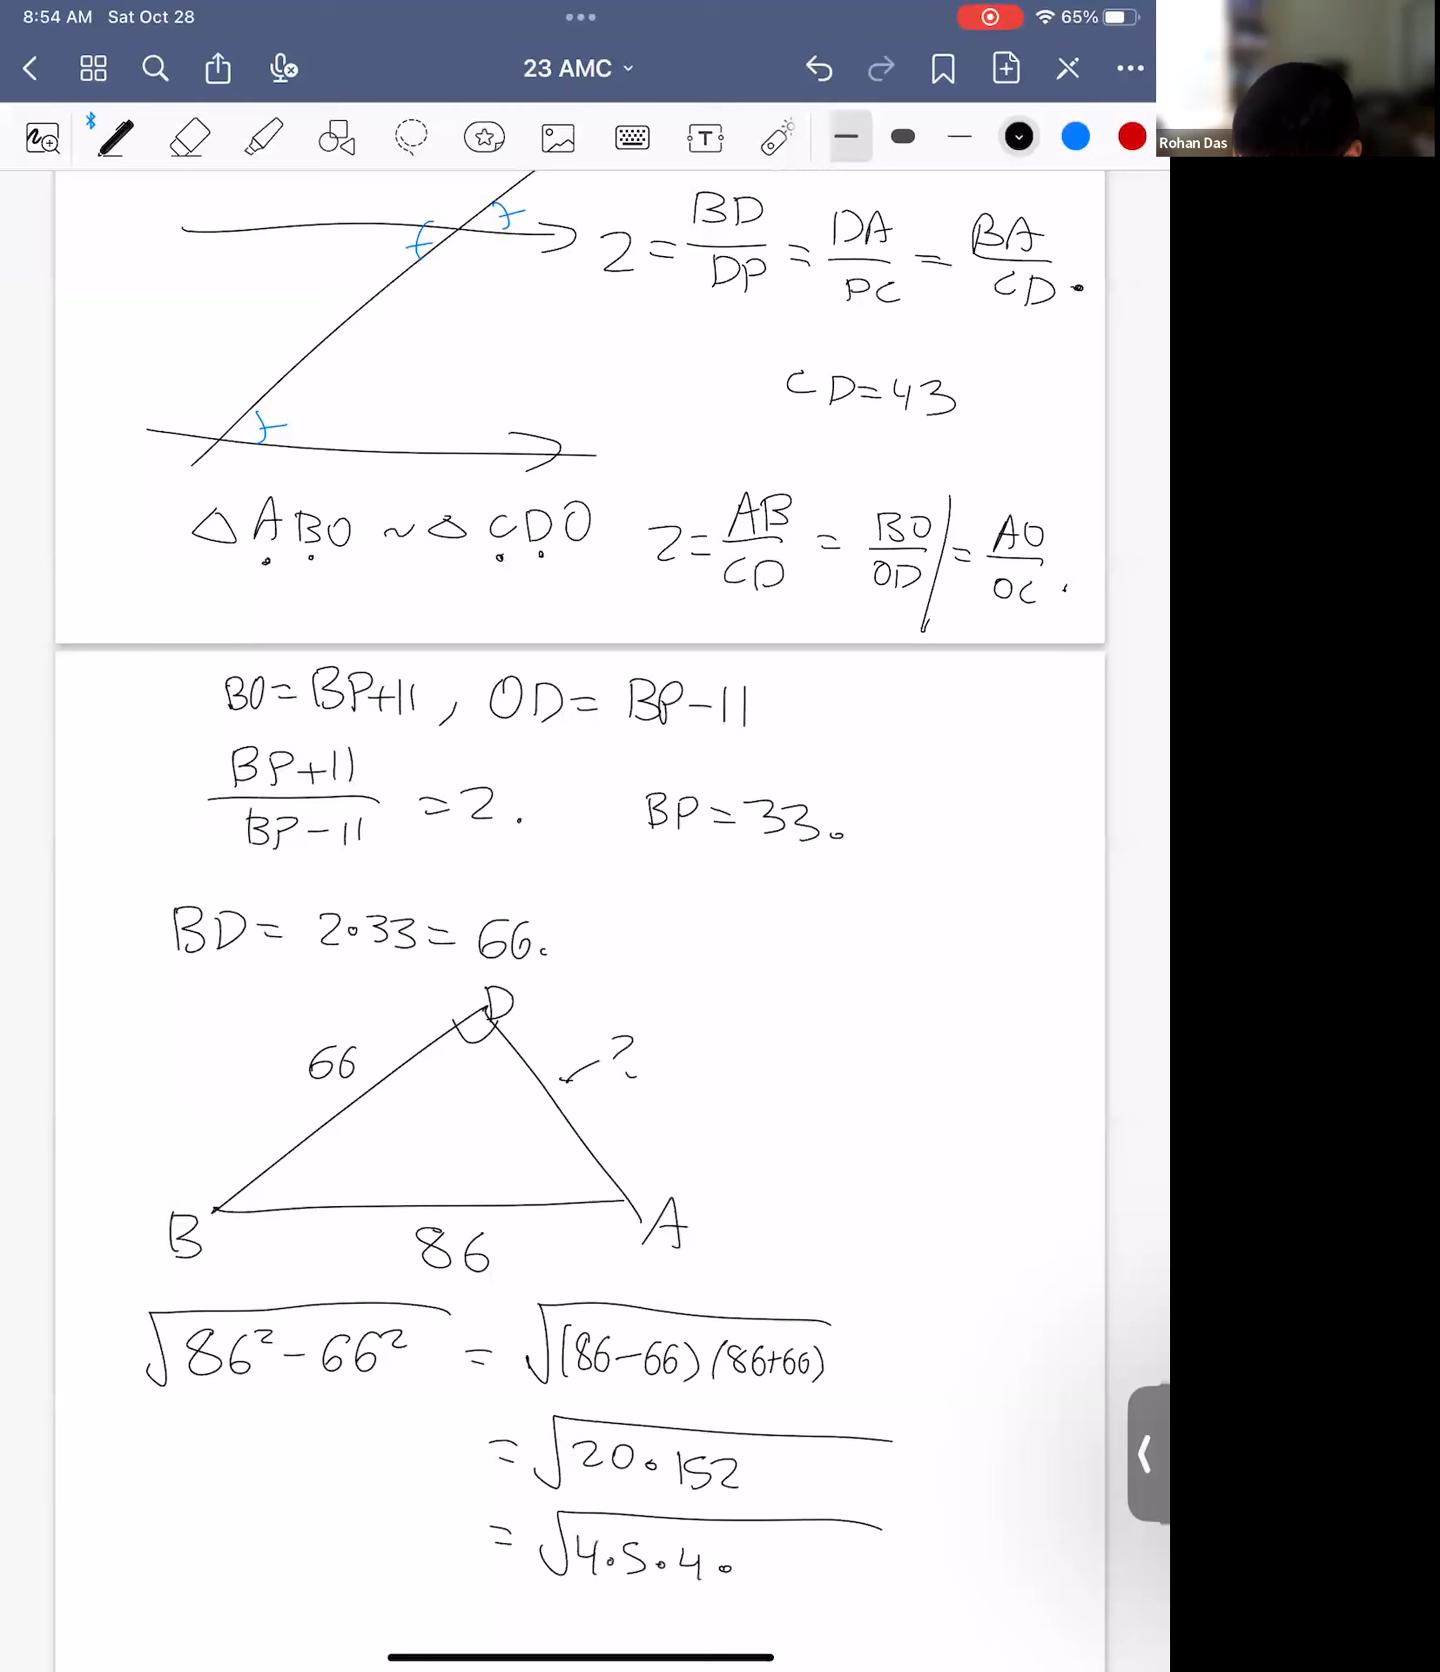 8:54 AM Sat Oct 28
65%
23 AMC
Rohan Das
2 = BD/DP = DA/PC = BA/CD.
CD=43
△ABO ~ △CDO 2 = AB/CD = BO/OD = AO/OC.
BO = BP+11, OD = BP-11
(BP+11)/(BP-11) = 2. BP = 33.
BD = 2·33 = 66.
D
66
?
B
A
86
√(86² - 66²) = √((86-66)(86+66))
= √(20·152)
= √(4·5·4·